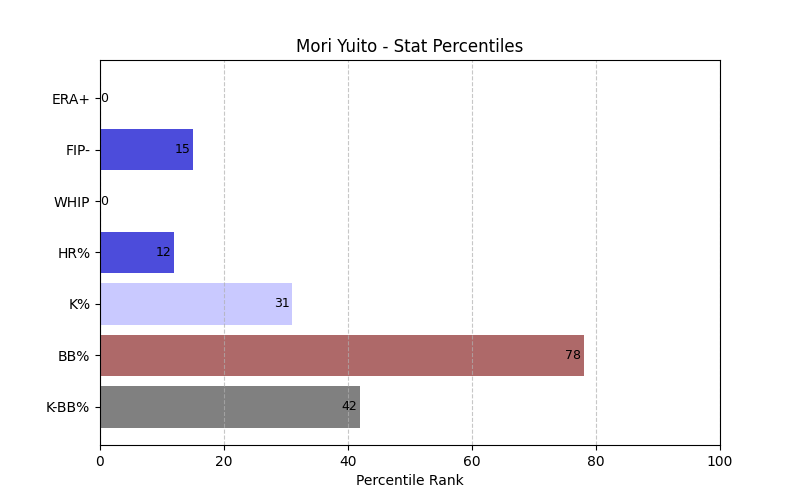 Mori Yuito - Stat Percentiles
ERA+ 0
FIP- 15
WHIP 0
HR% 12
K% 31
BB% 78
K-BB% 42
0 20 40 60 80 100
Percentile Rank